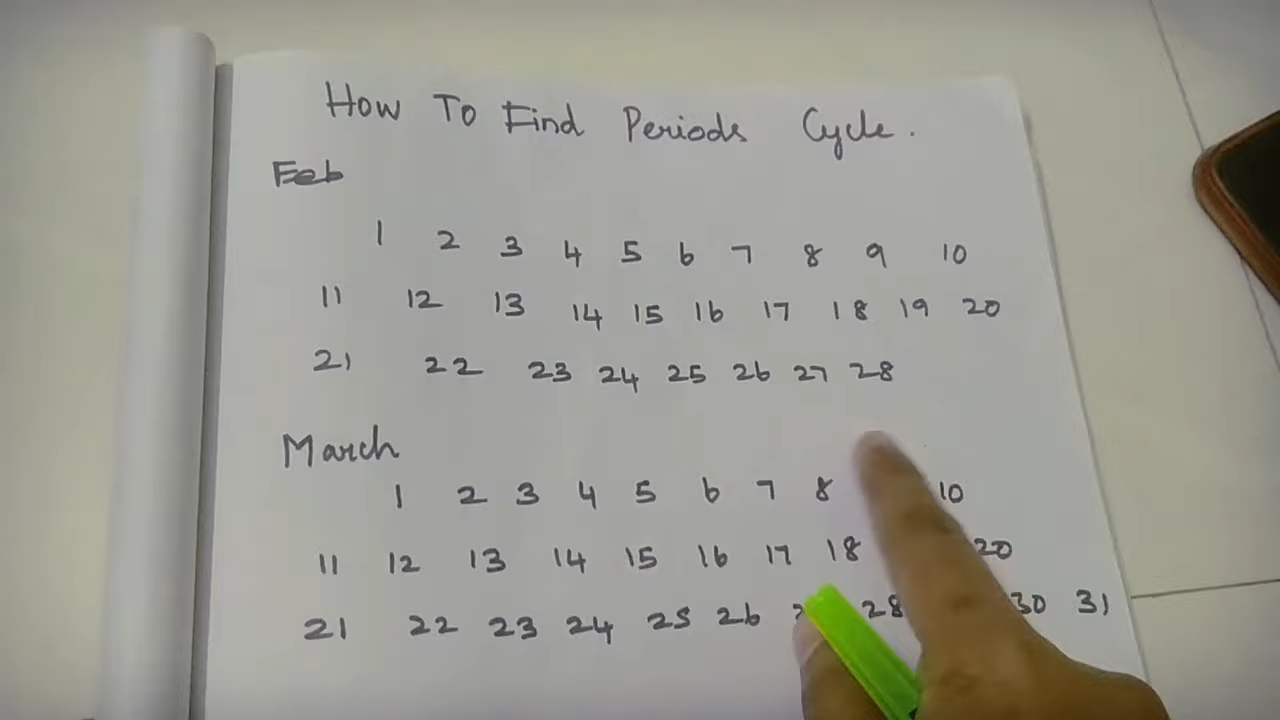 How To Find Periods Cycle.
Feb
1 2 3 4 5 6 7 8 9 10
11 12 13 14 15 16 17 18 19 20
21 22 23 24 25 26 27 28
March
1 2 3 4 5 6 7 8 10
11 12 13 14 15 16 17 18 20
21 22 23 24 25 26 28 30 31